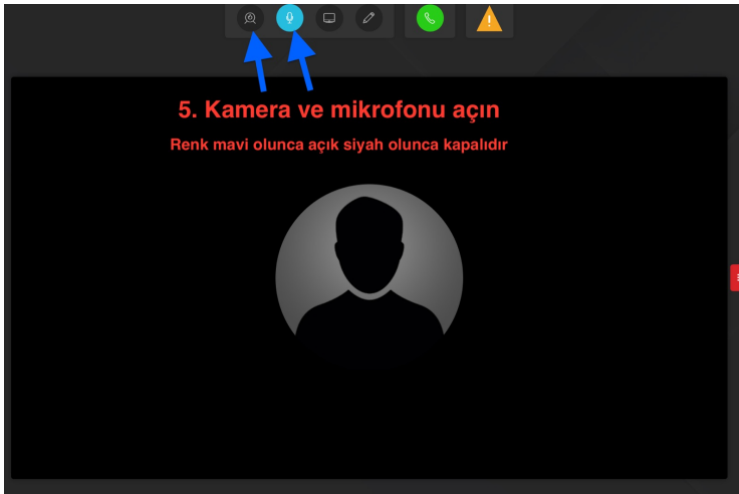 5. Kamera ve mikrofonu açın
Renk mavi olunca açık siyah olunca kapalıdır